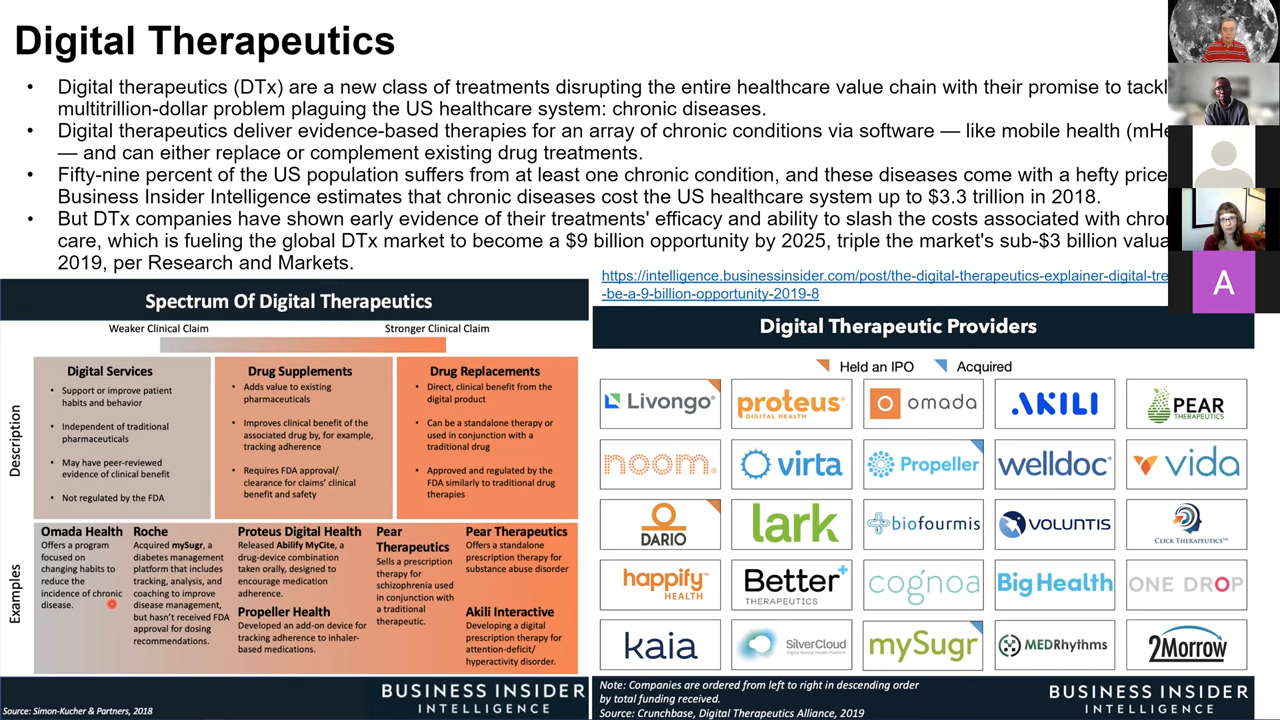 Digital Therapeutics
• Digital therapeutics (DTx) are a new class of treatments disrupting the entire healthcare value chain with their promise to tackl
multitrillion-dollar problem plaguing the US healthcare system: chronic diseases.
• Digital therapeutics deliver evidence-based therapies for an array of chronic conditions via software — like mobile health (mHe
— and can either replace or complement existing drug treatments.
• Fifty-nine percent of the US population suffers from at least one chronic condition, and these diseases come with a hefty price
Business Insider Intelligence estimates that chronic diseases cost the US healthcare system up to $3.3 trillion in 2018.
• But DTx companies have shown early evidence of their treatments' efficacy and ability to slash the costs associated with chro
care, which is fueling the global DTx market to become a $9 billion opportunity by 2025, triple the market's sub-$3 billion valua
2019, per Research and Markets.
https://intelligence.businessinsider.com/post/the-digital-therapeutics-explainer-digital-tre
-be-a-9-billion-opportunity-2019-8
A
Spectrum Of Digital Therapeutics
Weaker Clinical Claim
Stronger Clinical Claim
Description
Digital Services
• Support or improve patient
habits and behavior
• Independent of traditional
pharmaceuticals
• May have peer-reviewed
evidence of clinical benefit
• Not regulated by the FDA
Drug Supplements
• Adds value to existing
pharmaceuticals
• Improves clinical benefit of the
associated drug by, for example,
tracking adherence
• Requires FDA approval/
clearance for claims' clinical
benefit and safety
Drug Replacements
• Direct, clinical benefit from the
digital product
• Can be a standalone therapy or
used in conjunction with a
traditional drug
• Approved and regulated by the
FDA similarly to traditional drug
therapies
Examples
Omada Health
Offers a program
focused on
changing habits to
reduce the
incidence of chronic
disease.
Roche
Acquired mySugr, a
diabetes management
platform that includes
tracking, analysis, and
coaching to improve
disease management,
but hasn't received FDA
approval for dosing
recommendations.
Proteus Digital Health
Released Abilify MyCite, a
drug-device combination
taken orally, designed to
encourage medication
adherence.
Propeller Health
Developed an add-on device for
tracking adherence to inhaler-
based medications.
Pear
Therapeutics
Sells a prescription
therapy for
schizophrenia used
in conjunction with
a traditional
therapeutic.
Pear Therapeutics
Offers a standalone
prescription therapy for
substance abuse disorder
Akili Interactive
Developing a digital
prescription therapy for
attention-deficit/
hyperactivity disorder.
Source: Simon-Kucher & Partners, 2018
BUSINESS INSIDER
INTELLIGENCE
Digital Therapeutic Providers
Held an IPO
Acquired
Livongo
proteus
DIGITAL HEALTH
omada
AKILI
PEAR
THERAPEUTICS
noom
virta
Propeller
welldoc
vida
DARIO
lark
biofourmis
VOLUNTIS
CLICK THERAPEUTICS™
happify™
HEALTH
Better
THERAPEUTICS
cognoa
Big Health
ONE DROP
kaia
SilverCloud
Digital Mental Health Platform
mySugr
MEDRhythms
2Morrow
Note: Companies are ordered from left to right in descending order
by total funding received.
Source: Crunchbase, Digital Therapeutics Alliance, 2019
BUSINESS INSIDER
INTELLIGENCE